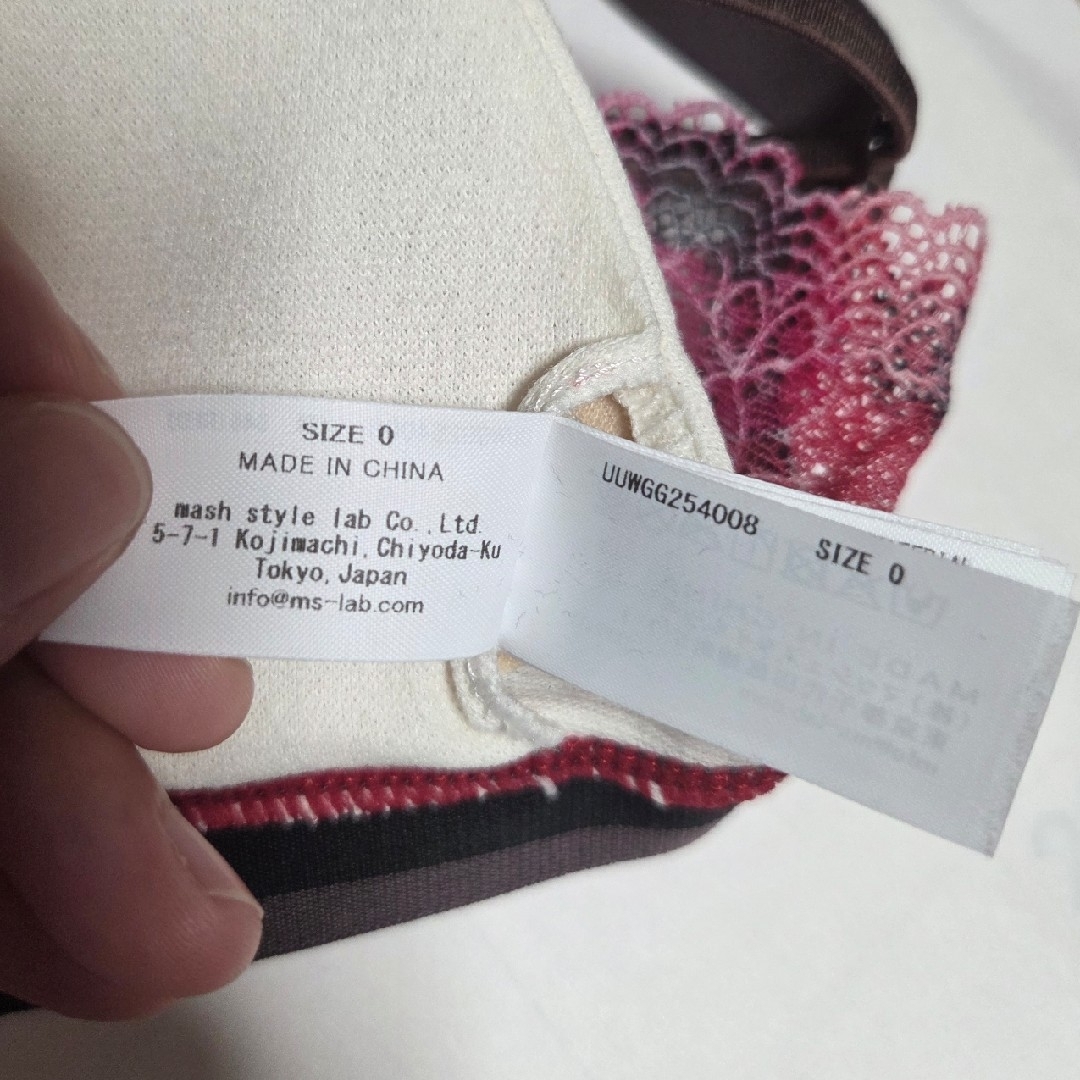 SIZE 0
MADE IN CHINA
mash style lab Co.,Ltd.
5-7-1 Kojimachi,Chiyoda-Ku
Tokyo,Japan
info@ms-lab.com
UUWGG254008
SIZE 0